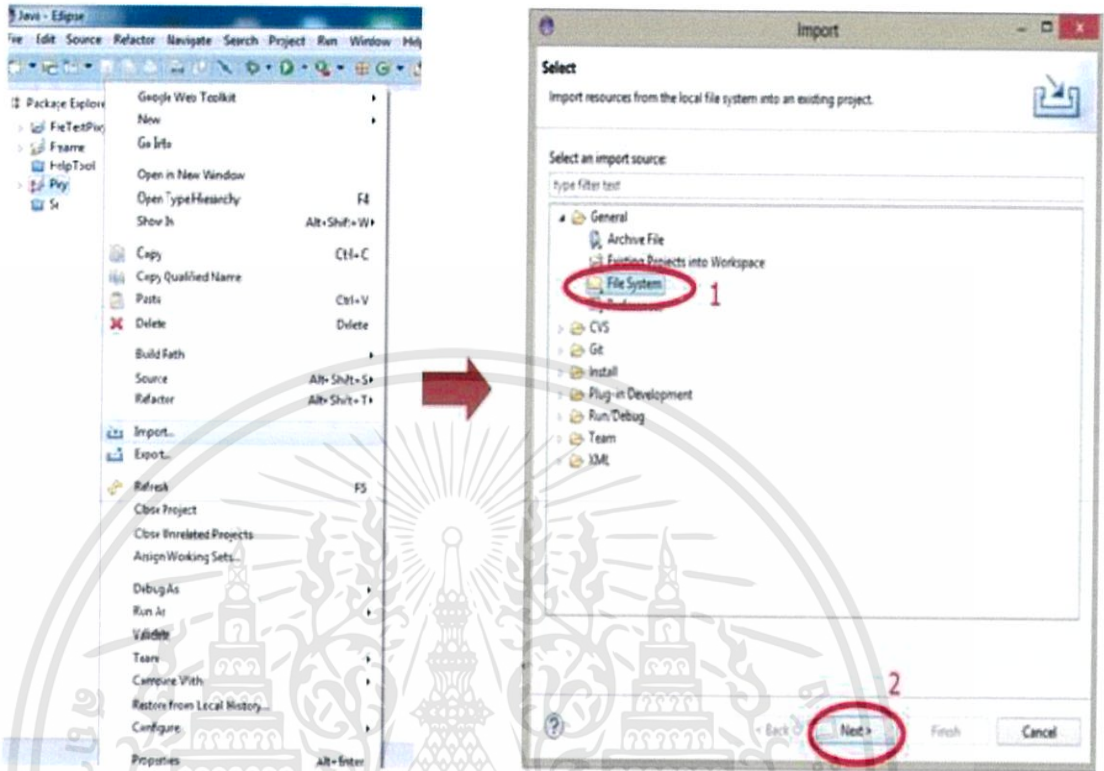 Java - Eclipse
File Edit Source Refactor Navigate Search Project Run Window Help
Package Explore
Frame
HelpTool
Pixy
Google Web Toolkit
New
Go Into
Open in New Window
Open Type Hierarchy F4
Show In Alt+Shift+W
Copy Ctrl+C
Copy Qualified Name
Paste Ctrl+V
Delete Delete
Build Path
Source Alt+Shift+S
Refactor Alt+Shift+T
Import...
Export...
Refresh F5
Close Project
Close Unrelated Projects
Assign Working Sets...
Debug As
Run As
Validate
Team
Compare With
Restore from Local History...
Configure
Properties Alt+Enter
Import
Select
Import resources from the local file system into an existing project.
Select an import source:
type filter text
General
Archive File
Existing Projects into Workspace
File System
1
Preferences
CVS
Git
Install
Plug-in Development
Run/Debug
Team
XML
2
?
< Back
Next >
Finish
Cancel